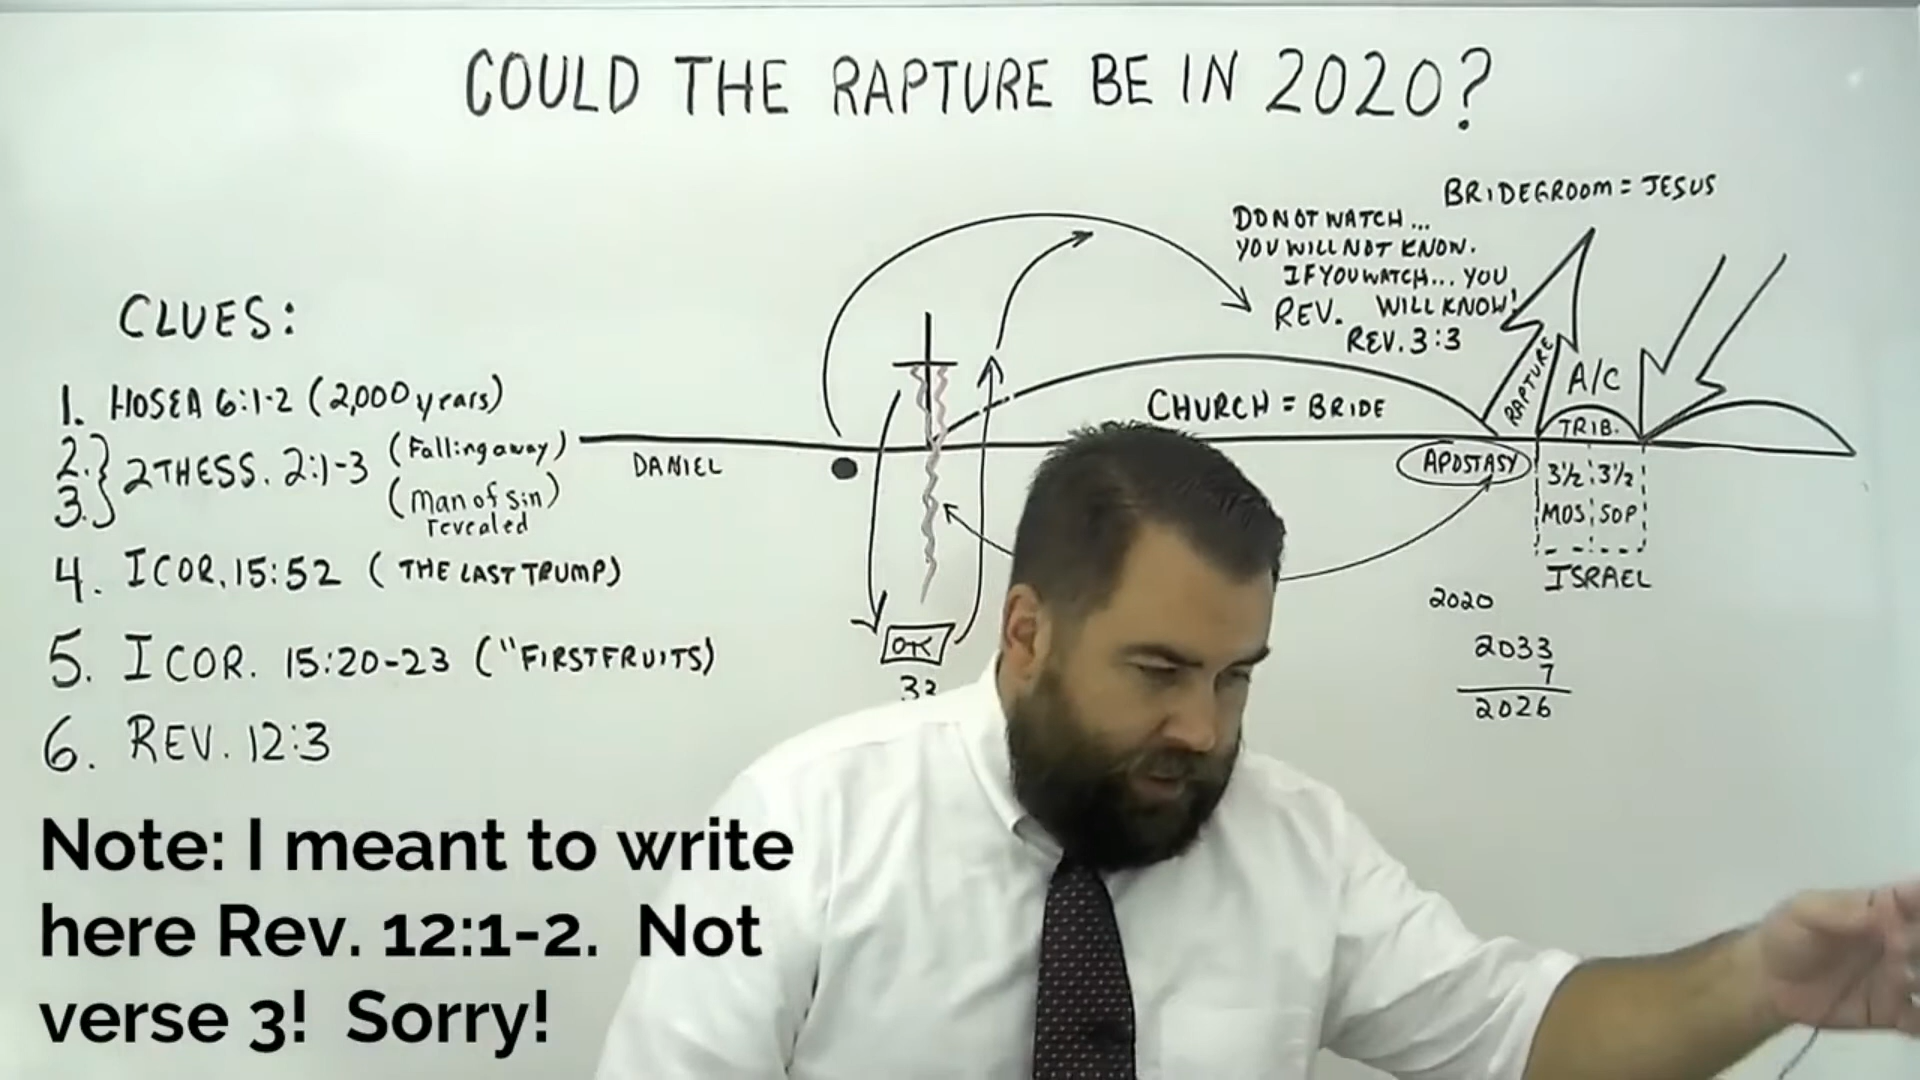 COULD THE RAPTURE BE IN 2020?
BRIDEGROOM = JESUS
DO NOT WATCH...
YOU WILL NOT KNOW.
IF YOU WATCH... YOU
REV. WILL KNOW!
REV. 3:3
CLUES:
1. HOSEA 6:1-2 (2,000 years)
2.} 2 THESS. 2:1-3 (Falling away)
3.} (Man of Sin)
revealed
4. I COR. 15:52 (THE LAST TRUMP)
5. I COR. 15:20-23 ("FIRSTFRUITS)
6. REV. 12:3
CHURCH = BRIDE
RAPTURE
A/C
TRIB.
DANIEL
APOSTASY
3½ 3½
MOS SOP
ISRAEL
OK
2020
2033
7
2026
Note: I meant to write
here Rev. 12:1-2. Not
verse 3! Sorry!